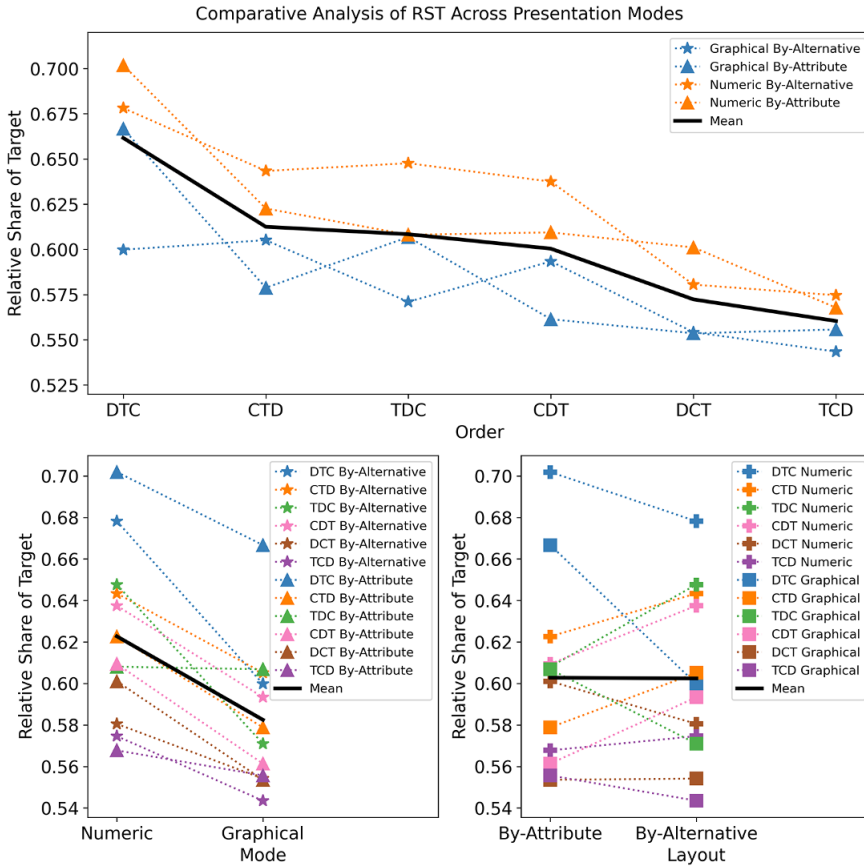 Comparative Analysis of RST Across Presentation Modes
Relative Share of Target
0.700
0.675
0.650
0.625
0.600
0.575
0.550
0.525
Graphical By-Alternative
Graphical By-Attribute
Numeric By-Alternative
Numeric By-Attribute
Mean
DTC CTD TDC CDT DCT TCD
Order
Relative Share of Target
0.70
0.68
0.66
0.64
0.62
0.60
0.58
0.56
0.54
DTC By-Alternative
CTD By-Alternative
TDC By-Alternative
CDT By-Alternative
DCT By-Alternative
TCD By-Alternative
DTC By-Attribute
CTD By-Attribute
TDC By-Attribute
CDT By-Attribute
DCT By-Attribute
TCD By-Attribute
Mean
Numeric Graphical
Mode
Relative Share of Target
0.70
0.68
0.66
0.64
0.62
0.60
0.58
0.56
0.54
DTC Numeric
CTD Numeric
TDC Numeric
CDT Numeric
DCT Numeric
TCD Numeric
DTC Graphical
CTD Graphical
TDC Graphical
CDT Graphical
DCT Graphical
TCD Graphical
Mean
By-Attribute By-Alternative
Layout